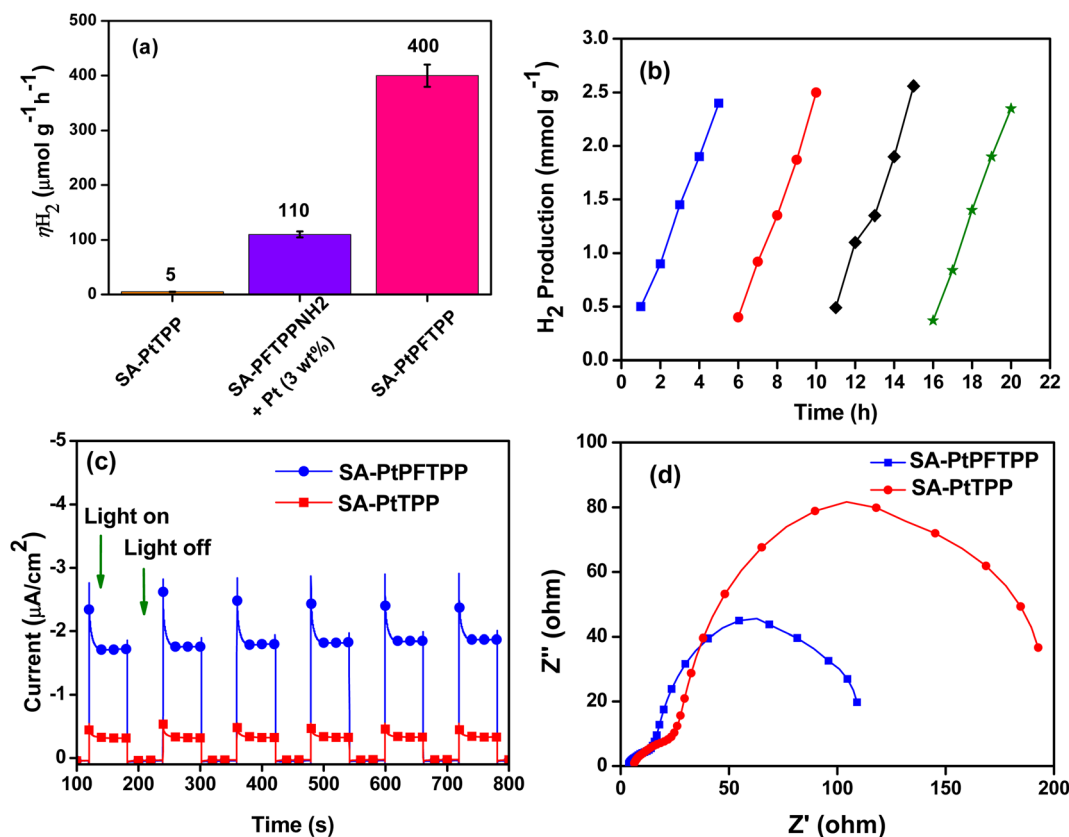 (a)
500
400
300
200
100
0
ηH₂ (μmol g⁻¹h⁻¹)
5
110
400
SA-PtTPP
SA-PFTPPNH2
+ Pt (3 wt%)
SA-PtPFTPP
(b)
3.0
2.5
2.0
1.5
1.0
0.5
0.0
H₂ Production (mmol g⁻¹)
0 2 4 6 8 10 12 14 16 18 20 22
Time (h)
(c)
-5
-4
-3
-2
-1
0
Current (μA/cm²)
SA-PtPFTPP
SA-PtTPP
Light on
Light off
100 200 300 400 500 600 700 800
Time (s)
(d)
100
80
60
40
20
0
Z'' (ohm)
SA-PtPFTPP
SA-PtTPP
0 50 100 150 200
Z' (ohm)